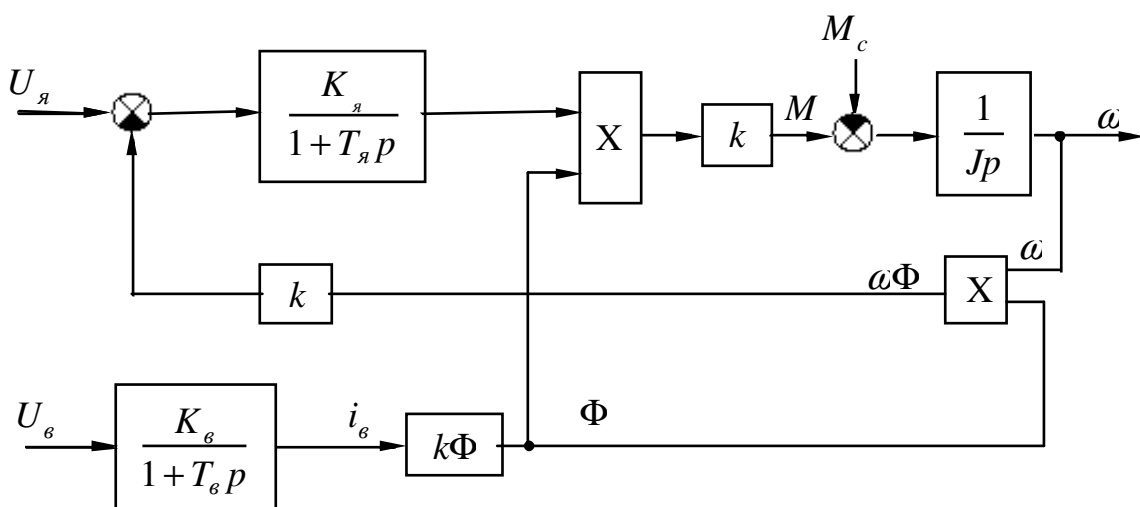 M_c
U_я
K_я
1 + T_я p
X
k
M
1
Jp
ω
ω
k
ωΦ
X
U_в
K_в
1 + T_в p
i_в
kΦ
Φ